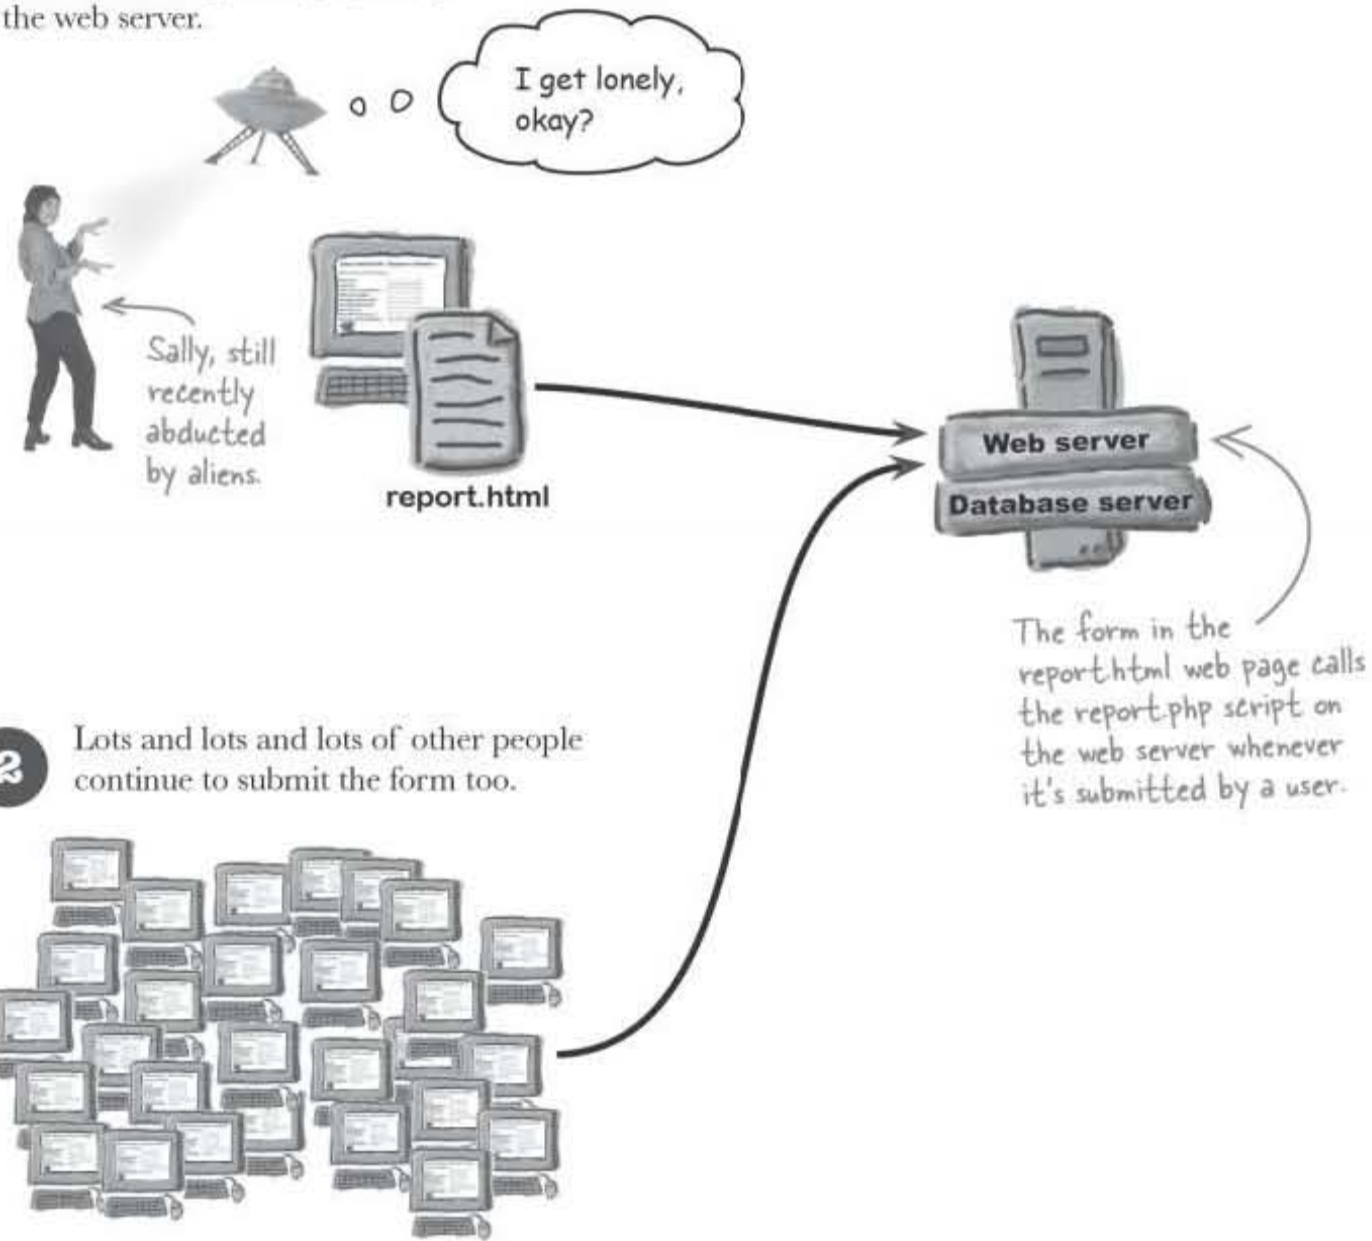 the web server.
I get lonely,
okay?
Sally, still
recently
abducted
by aliens.
report.html
Web server
Database server
The form in the
report.html web page calls
the report.php script on
the web server whenever
it's submitted by a user.
2
Lots and lots and lots of other people
continue to submit the form too.